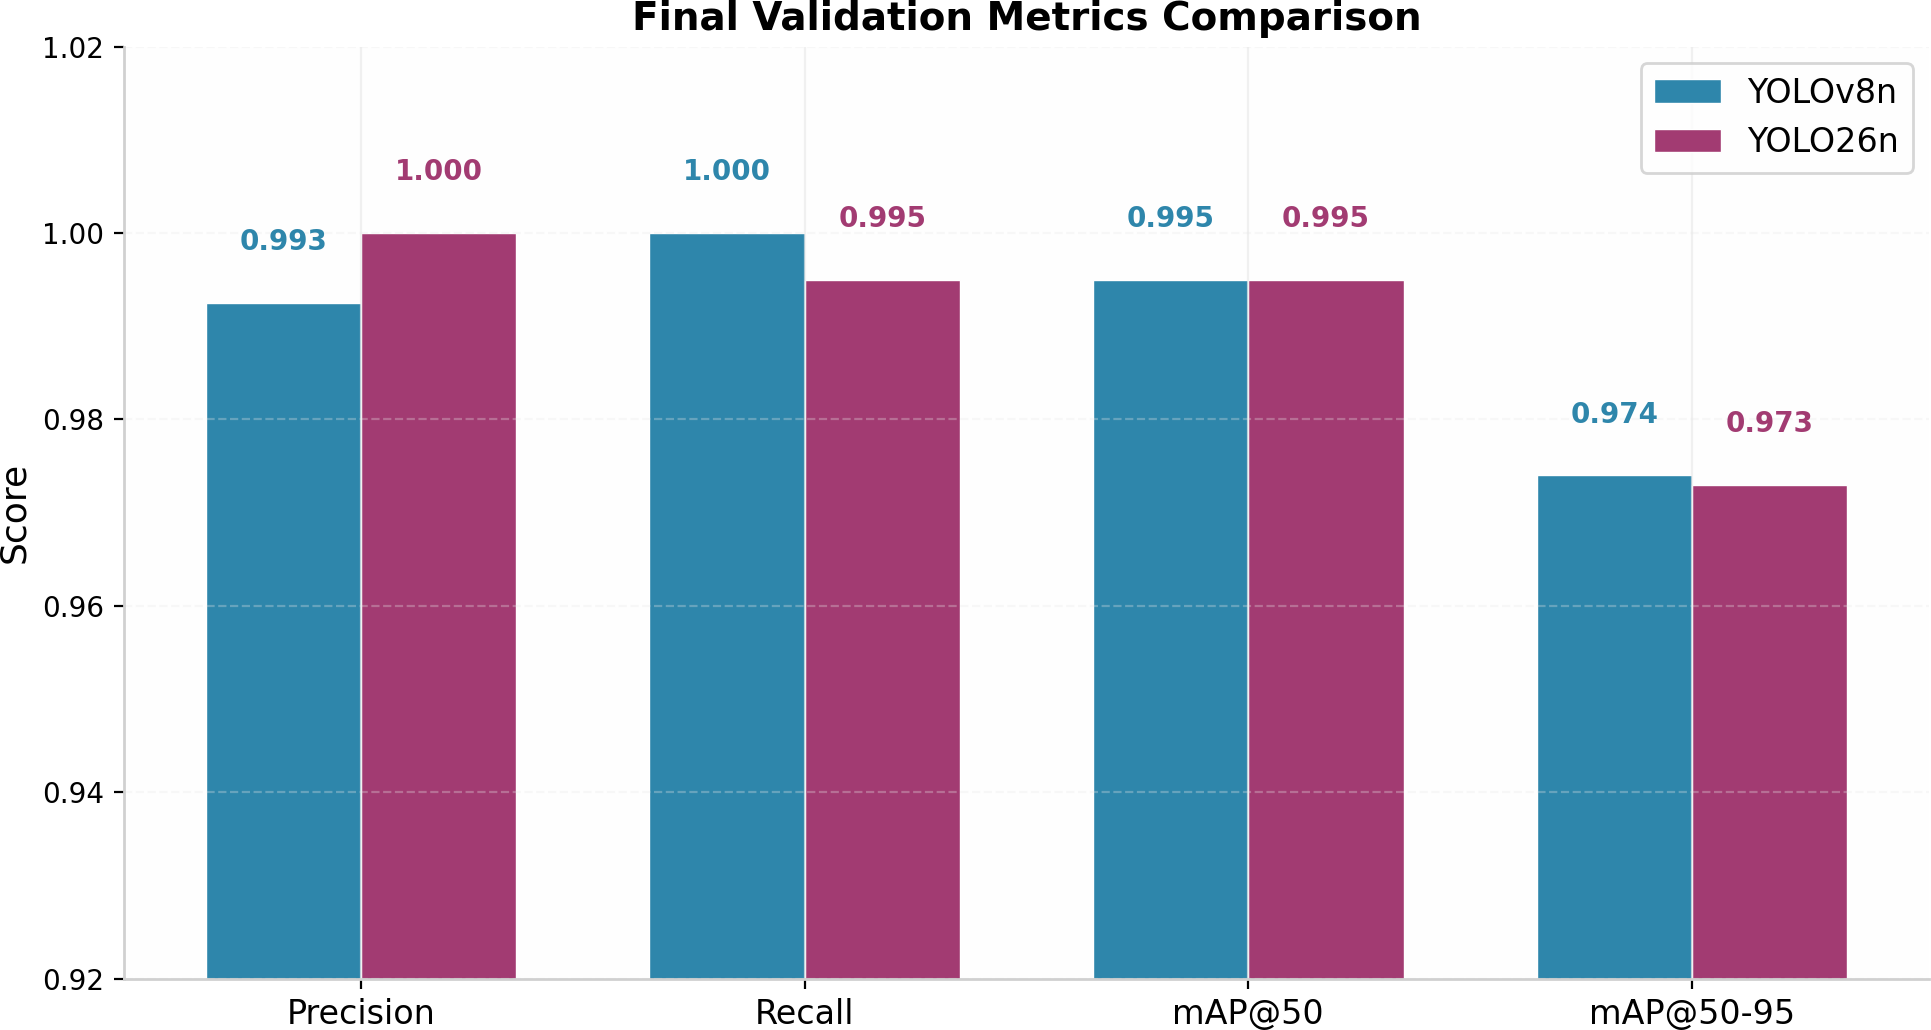 Final Validation Metrics Comparison
YOLOv8n
YOLO26n
Score
1.02
1.00
0.98
0.96
0.94
0.92
0.993
1.000
1.000
0.995
0.995
0.995
0.974
0.973
Precision
Recall
mAP@50
mAP@50-95